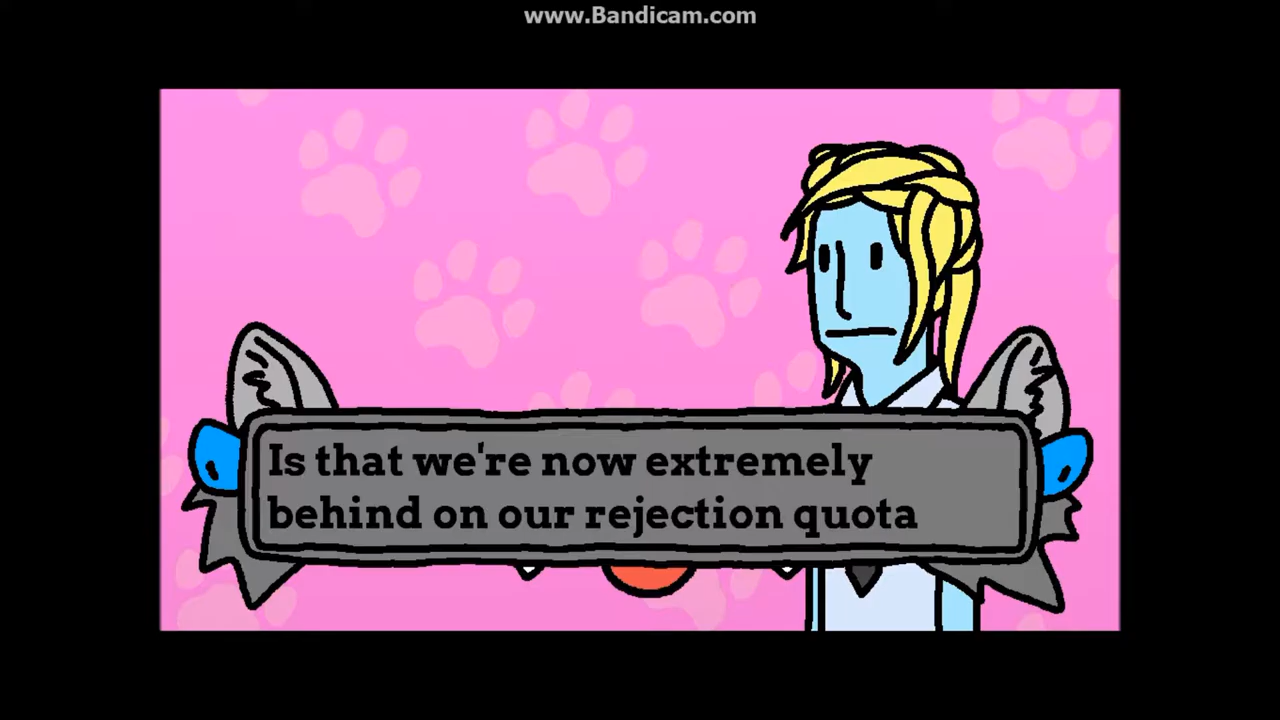 www.Bandicam.com
Is that we're now extremely
behind on our rejection quota